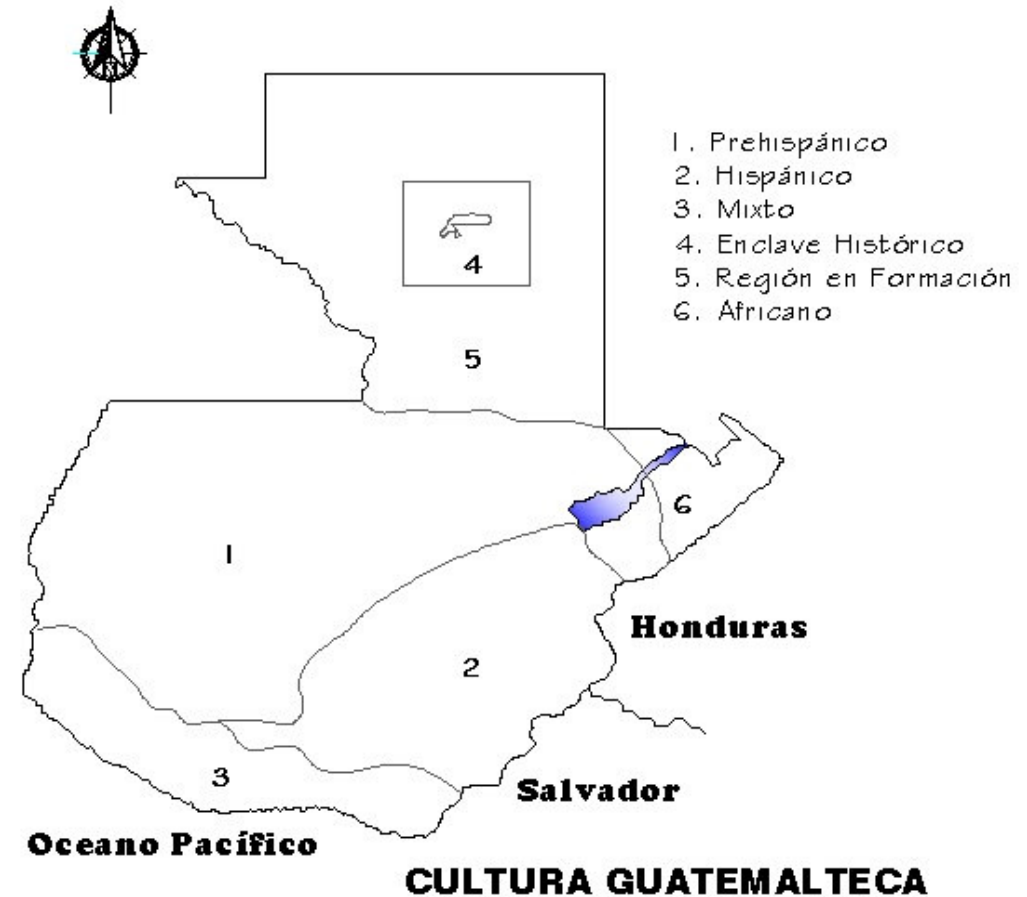 1. Prehispánico
2. Hispánico
3. Mixto
4. Enclave Histórico
5. Región en Formación
6. Africano
4
5
6
1
Honduras
2
3
Salvador
Oceano Pacífico
CULTURA GUATEMALTECA